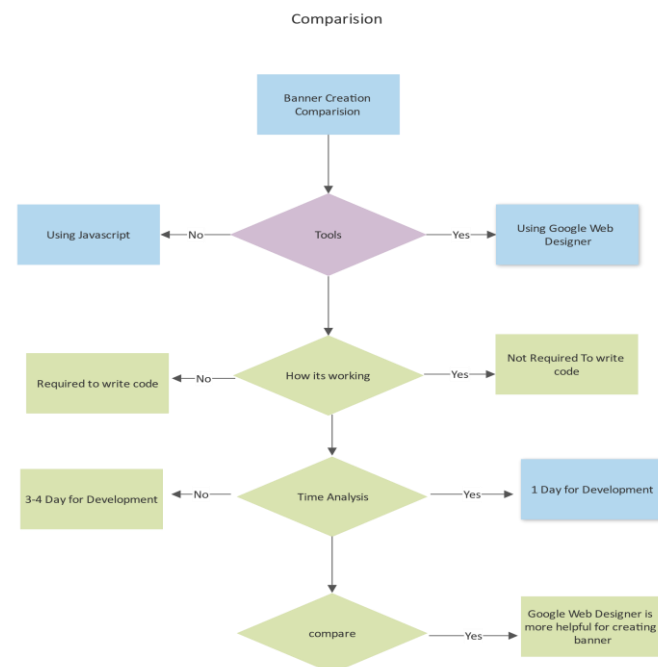 Comparision
Banner Creation
Comparision
Using Javascript
No
Tools
Yes
Using Google Web
Designer
Required to write code
No
How its working
Yes
Not Required To write
code
3-4 Day for Development
No
Time Analysis
Yes
1 Day for Development
compare
Yes
Google Web Designer is
more helpful for creating
banner